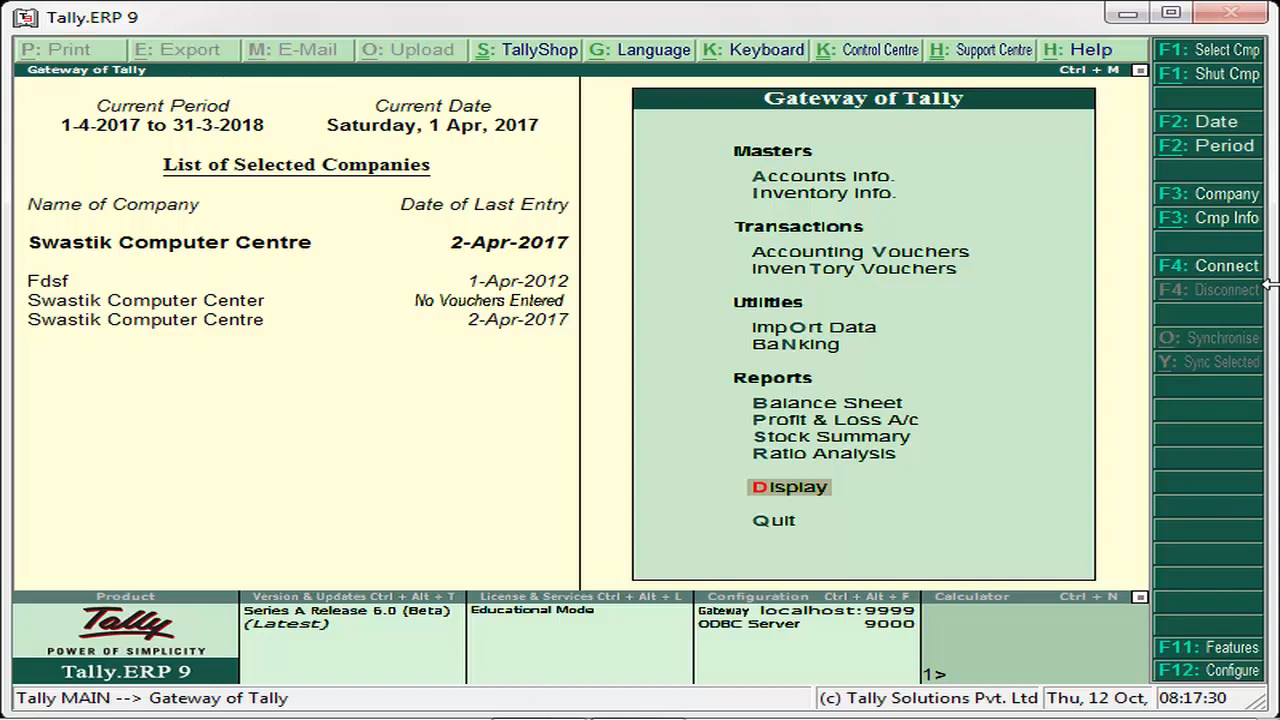 Tally.ERP 9
P: Print E: Export M: E-Mail O: Upload S: TallyShop G: Language K: Keyboard K: Control Centre H: Support Centre H: Help
Gateway of Tally Ctrl + M
Current Period Current Date
1-4-2017 to 31-3-2018 Saturday, 1 Apr, 2017
List of Selected Companies
Name of Company Date of Last Entry
Swastik Computer Centre 2-Apr-2017
Fdsf 1-Apr-2012
Swastik Computer Center No Vouchers Entered
Swastik Computer Centre 2-Apr-2017
Gateway of Tally
Masters
Accounts Info.
Inventory Info.
Transactions
Accounting Vouchers
InvenTory Vouchers
Utilities
ImpOrt Data
BaNking
Reports
Balance Sheet
Profit & Loss A/c
Stock Summary
Ratio Analysis
Display
Quit
F1: Select Cmp
F1: Shut Cmp
F2: Date
F2: Period
F3: Company
F3: Cmp Info
F4: Connect
F4: Disconnect
O: Synchronise
Y: Sync Selected
F11: Features
F12: Configure
Product
Tally
POWER OF SIMPLICITY
Tally.ERP 9
Version & Updates Ctrl + Alt + T
Series A Release 6.0 (Beta)
(Latest)
License & Services Ctrl + Alt + L
Educational Mode
Configuration Ctrl + Alt + F
Gateway localhost:9999
ODBC Server 9000
Calculator Ctrl + N
1>
Tally MAIN --> Gateway of Tally (c) Tally Solutions Pvt. Ltd Thu, 12 Oct, 08:17:30